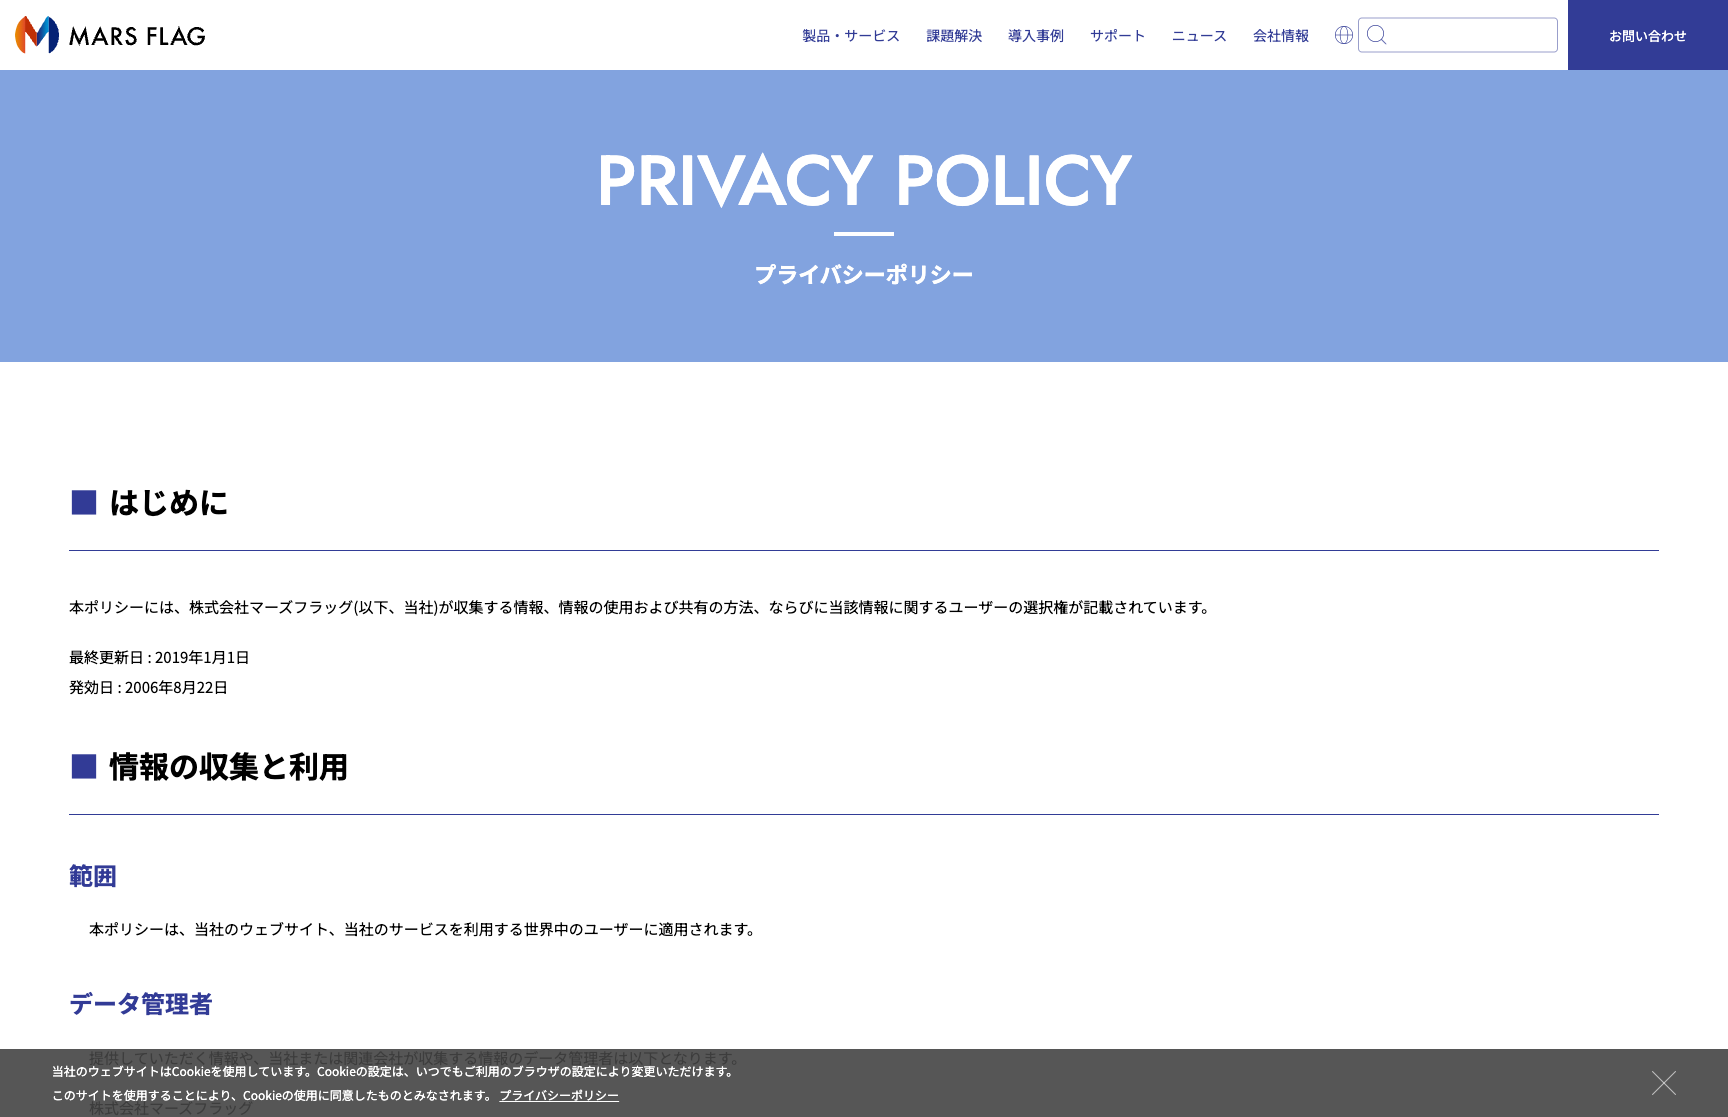 MARS FLAG
製品・サービス 課題解決 導入事例 サポート ニュース 会社情報 お問い合わせ
PRIVACY POLICY
プライバシーポリシー
■ はじめに
本ポリシーには、株式会社マーズフラッグ(以下、当社)が収集する情報、情報の使用および共有の方法、ならびに当該情報に関するユーザーの選択権が記載されています。
最終更新日 : 2019年1月1日
発効日 : 2006年8月22日
■ 情報の収集と利用
範囲
本ポリシーは、当社のウェブサイト、当社のサービスを利用する世界中のユーザーに適用されます。
データ管理者
提供していただく情報や、当社または関連会社が収集する情報のデータ管理者は以下となります。
当社のウェブサイトはCookieを使用しています。Cookieの設定は、いつでもご利用のブラウザの設定により変更いただけます。
このサイトを使用することにより、Cookieの使用に同意したものとみなされます。 プライバシーポリシー
株式会社マーズフラッグ